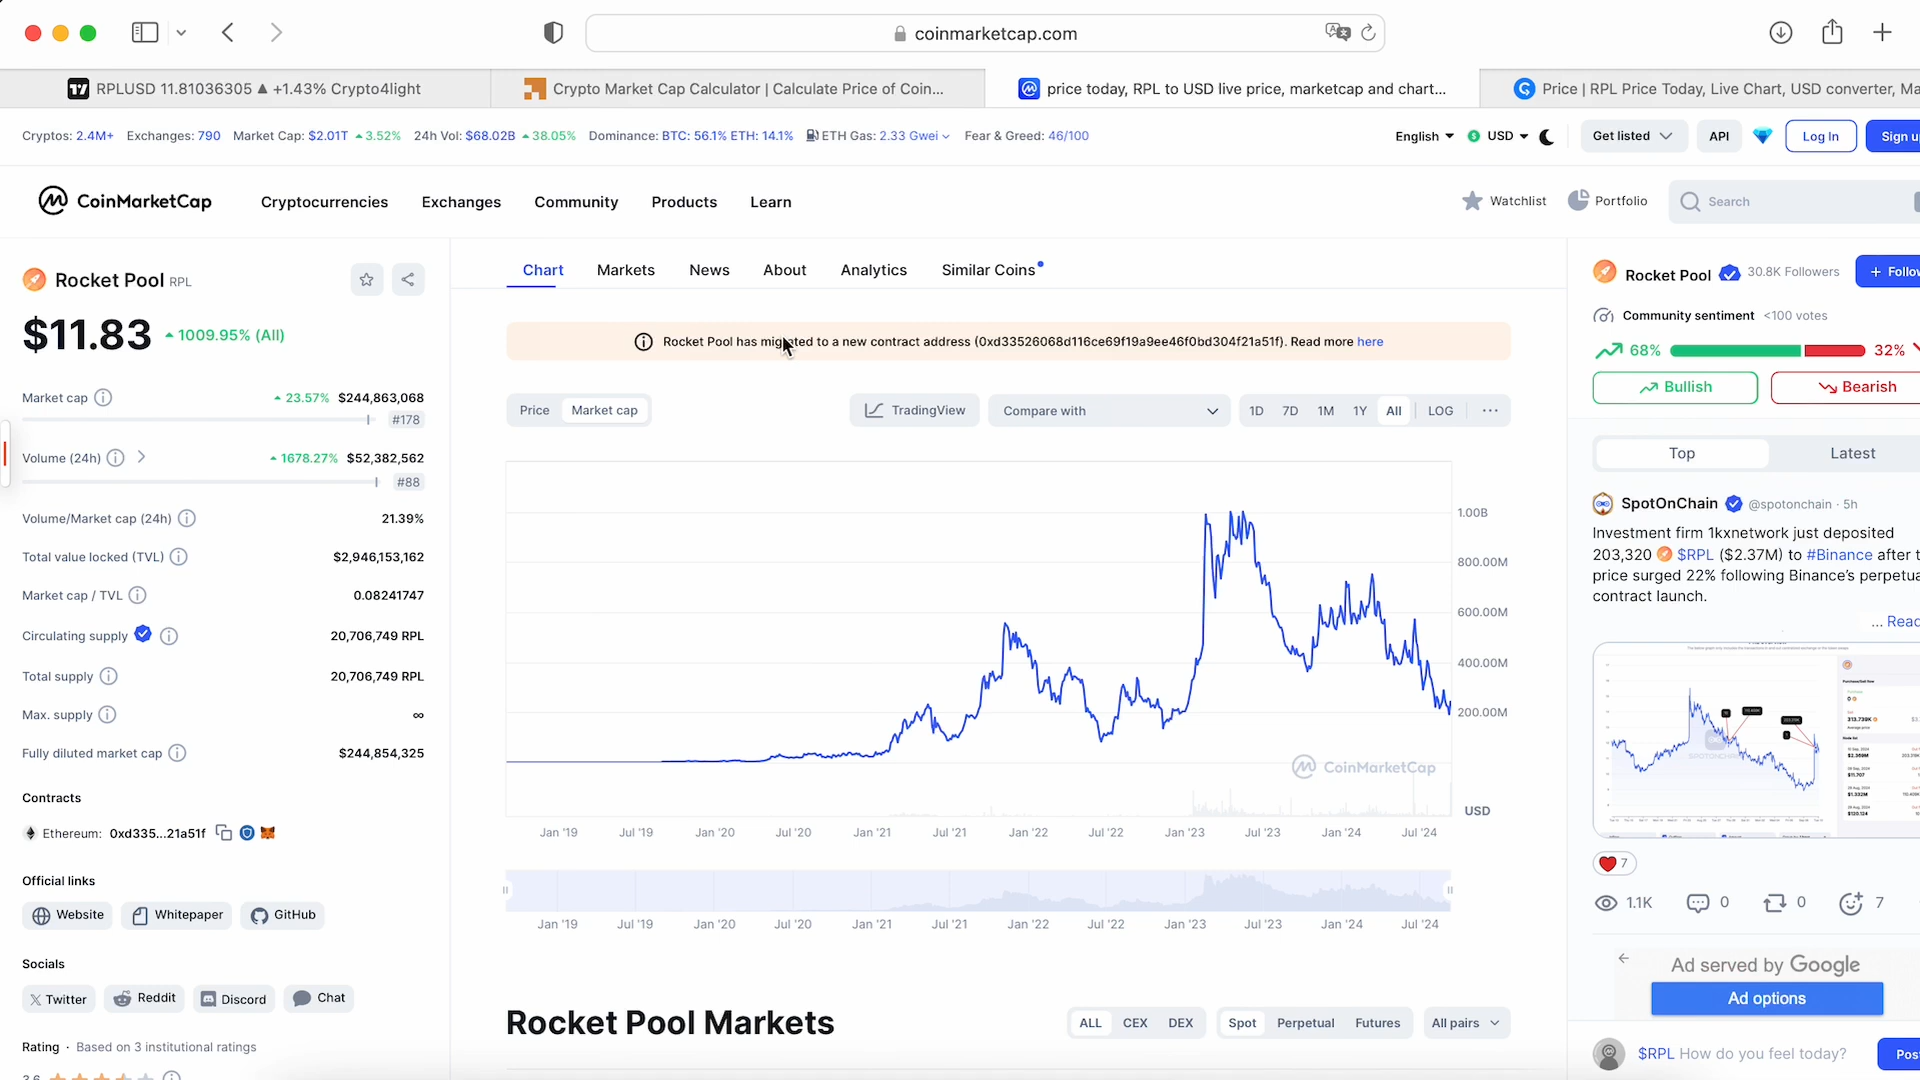 coinmarketcap.com
RPLUSD 11.81036305 ▲ +1.43% Crypto4light
Crypto Market Cap Calculator | Calculate Price of Coin...
price today, RPL to USD live price, marketcap and chart...
Price | RPL Price Today, Live Chart, USD converter, Ma
Cryptos: 2.4M+ Exchanges: 790 Market Cap: $2.01T 3.52% 24h Vol: $68.02B 38.05% Dominance: BTC: 56.1% ETH: 14.1% ETH Gas: 2.33 Gwei Fear & Greed: 46/100
English USD Get listed API Log In Sign u
CoinMarketCap Cryptocurrencies Exchanges Community Products Learn
Watchlist Portfolio Search
Rocket Pool RPL
$11.83 1009.95% (All)
Market cap 23.57% $244,863,068
#178
Volume (24h) 1678.27% $52,382,562
#88
Volume/Market cap (24h) 21.39%
Total value locked (TVL) $2,946,153,162
Market cap / TVL 0.08241747
Circulating supply 20,706,749 RPL
Total supply 20,706,749 RPL
Max. supply ∞
Fully diluted market cap $244,854,325
Contracts
Ethereum: 0xd335...21a51f
Official links
Website Whitepaper GitHub
Socials
Twitter Reddit Discord Chat
Rating · Based on 3 institutional ratings
3.6
Chart Markets News About Analytics Similar Coins
Rocket Pool has migrated to a new contract address (0xd33526068d116ce69f19a9ee46f0bd304f21a51f). Read more here
Price Market cap TradingView Compare with 1D 7D 1M 1Y All LOG ...
1.00B
800.00M
600.00M
400.00M
200.00M
CoinMarketCap
USD
Jan '19 Jul '19 Jan '20 Jul '20 Jan '21 Jul '21 Jan '22 Jul '22 Jan '23 Jul '23 Jan '24 Jul '24
Jan '19 Jul '19 Jan '20 Jul '20 Jan '21 Jul '21 Jan '22 Jul '22 Jan '23 Jul '23 Jan '24 Jul '24
Rocket Pool Markets
ALL CEX DEX Spot Perpetual Futures All pairs
Rocket Pool 30.8K Followers + Follo
Community sentiment <100 votes
68% 32%
Bullish Bearish
Top Latest
SpotOnChain @spotonchain · 5h
Investment firm 1kxnetwork just deposited
203,320 $RPL ($2.37M) to #Binance after t
price surged 22% following Binance's perpetua
contract launch.
... Read
7
1.1K 0 0 7
Ad served by Google
Ad options
$RPL How do you feel today? Pos